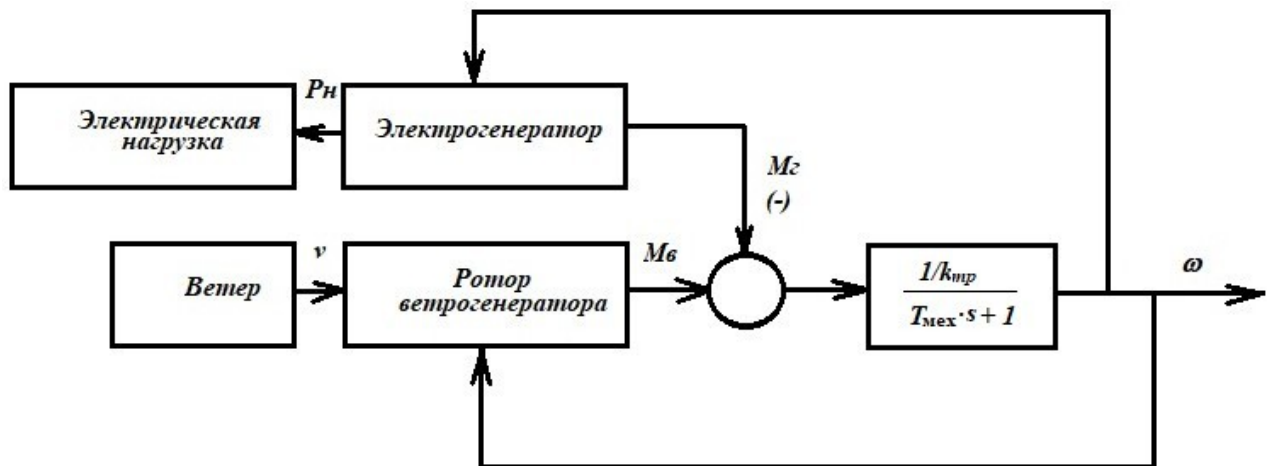 Pн
Электрическая
нагрузка
Электрогенератор
Mг
(-)
Ветер
v
Ротор
ветрогенератора
Mв
1/kтр
Tмех·s + 1
ω